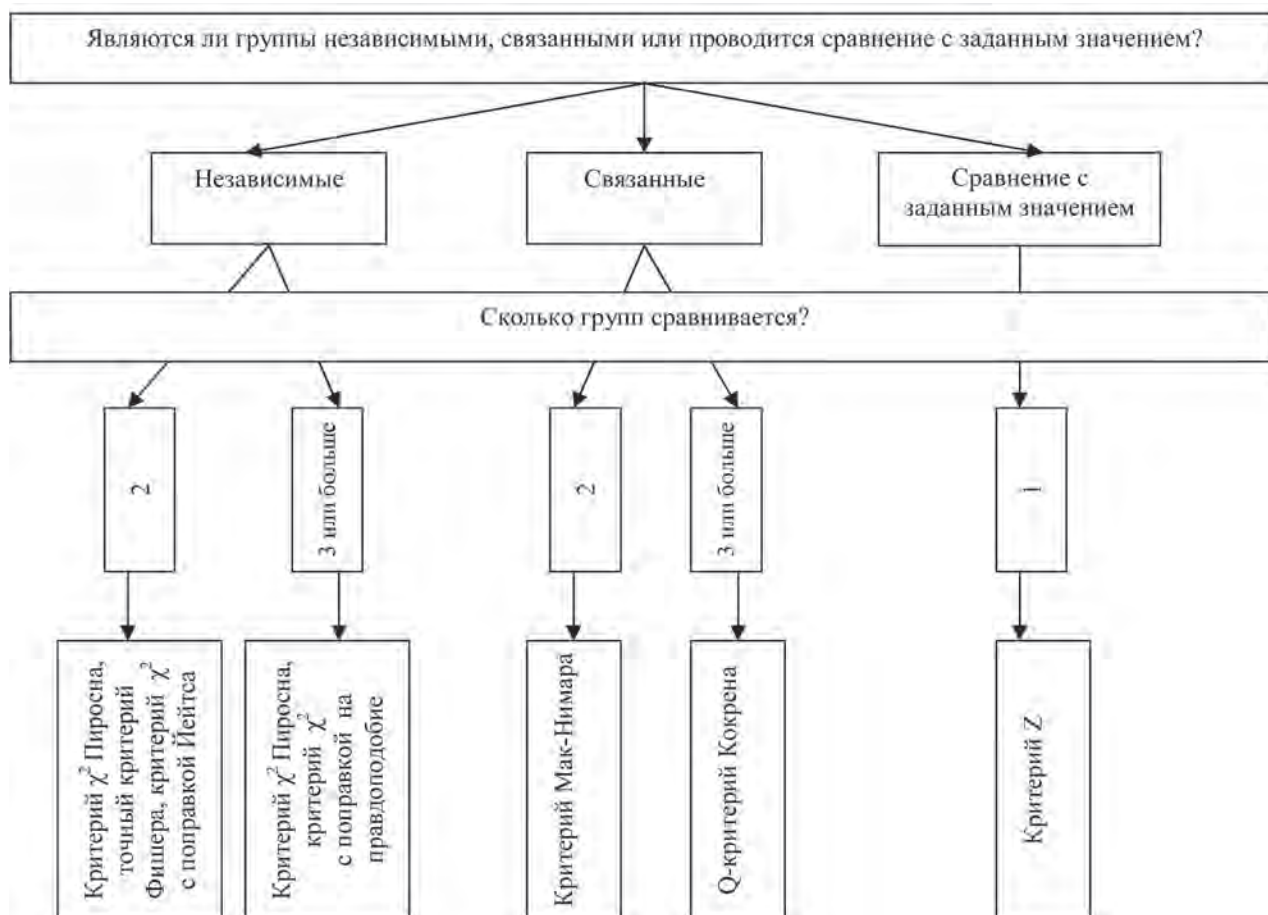 Являются ли группы независимыми, связанными или проводится сравнение с заданным значением?
Независимые
Связанные
Сравнение с
заданным значением
Сколько групп сравнивается?
2
3 или больше
2
3 или больше
1
Критерий χ² Пиросна,
точный критерий
Фишера, критерий χ²
с поправкой Йейтса
Критерий χ² Пиросна,
критерий χ²
с поправкой на
правдоподобие
Критерий Мак-Нимара
Q-критерий Кокрена
Критерий Z